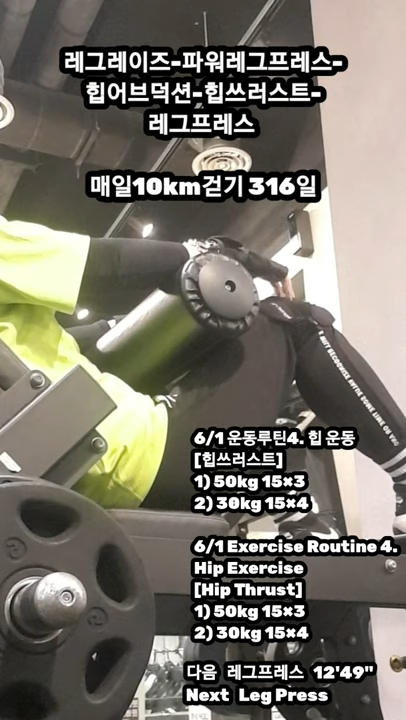 레그레이즈-파워레그프레스-
힙어브덕션-힙쓰러스트-
레그프레스
매일10km걷기 316일
6/1 운동루틴4. 힙 운동
[힙쓰러스트]
1) 50kg 15×3
2) 30kg 15×4
6/1 Exercise Routine 4.
Hip Exercise
[Hip Thrust]
1) 50kg 15×3
2) 30kg 15×4
다음 레그프레스 12'49"
Next Leg Press